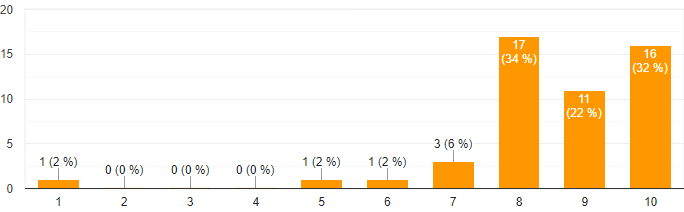 20
15
10
5
0
1 (2 %)
0 (0 %)
0 (0 %)
0 (0 %)
1 (2 %)
1 (2 %)
3 (6 %)
17
(34 %)
11
(22 %)
16
(32 %)
1 2 3 4 5 6 7 8 9 10